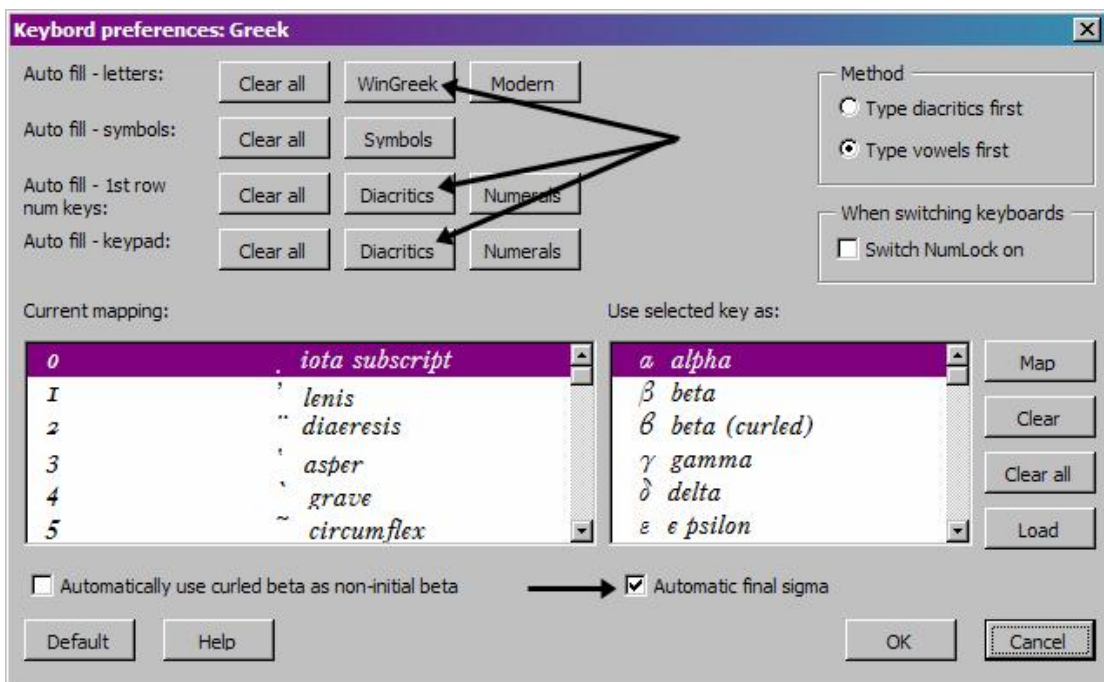 Keybord preferences: Greek
Auto fill - letters: Clear all WinGreek Modern
Auto fill - symbols: Clear all Symbols
Auto fill - 1st row
num keys: Clear all Diacritics Numerals
Auto fill - keypad: Clear all Diacritics Numerals
Method
Type diacritics first
Type vowels first
When switching keyboards
Switch NumLock on
Current mapping:
0 ͺ iota subscript
1 ᾿ lenis
2 ¨ diaeresis
3 ῾ asper
4 ` grave
5 ~ circumflex
Use selected key as:
α alpha
β beta
ϐ beta (curled)
γ gamma
δ delta
ε e psilon
Map
Clear
Clear all
Load
Automatically use curled beta as non-initial beta
Automatic final sigma
Default Help OK Cancel